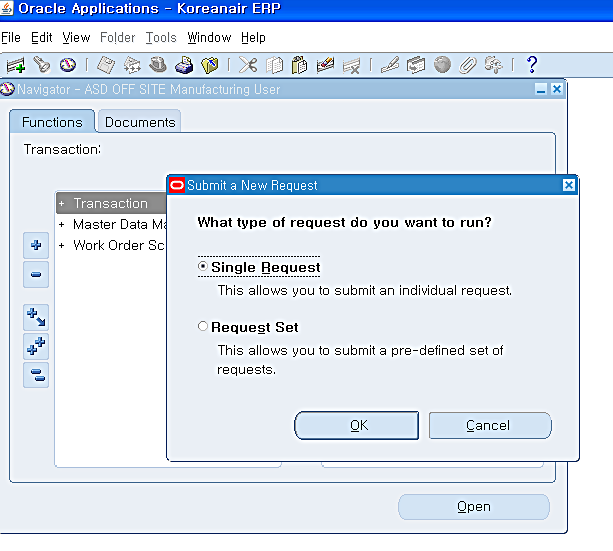 Oracle Applications - Koreanair ERP
File Edit View Folder Tools Window Help
Navigator - ASD OFF SITE Manufacturing User
Functions Documents
Transaction:
Submit a New Request
+ Transaction
What type of request do you want to run?
+ Master Data Ma
+ Work Order Sc
Single Request
This allows you to submit an individual request.
Request Set
This allows you to submit a pre-defined set of
requests.
OK Cancel
Open